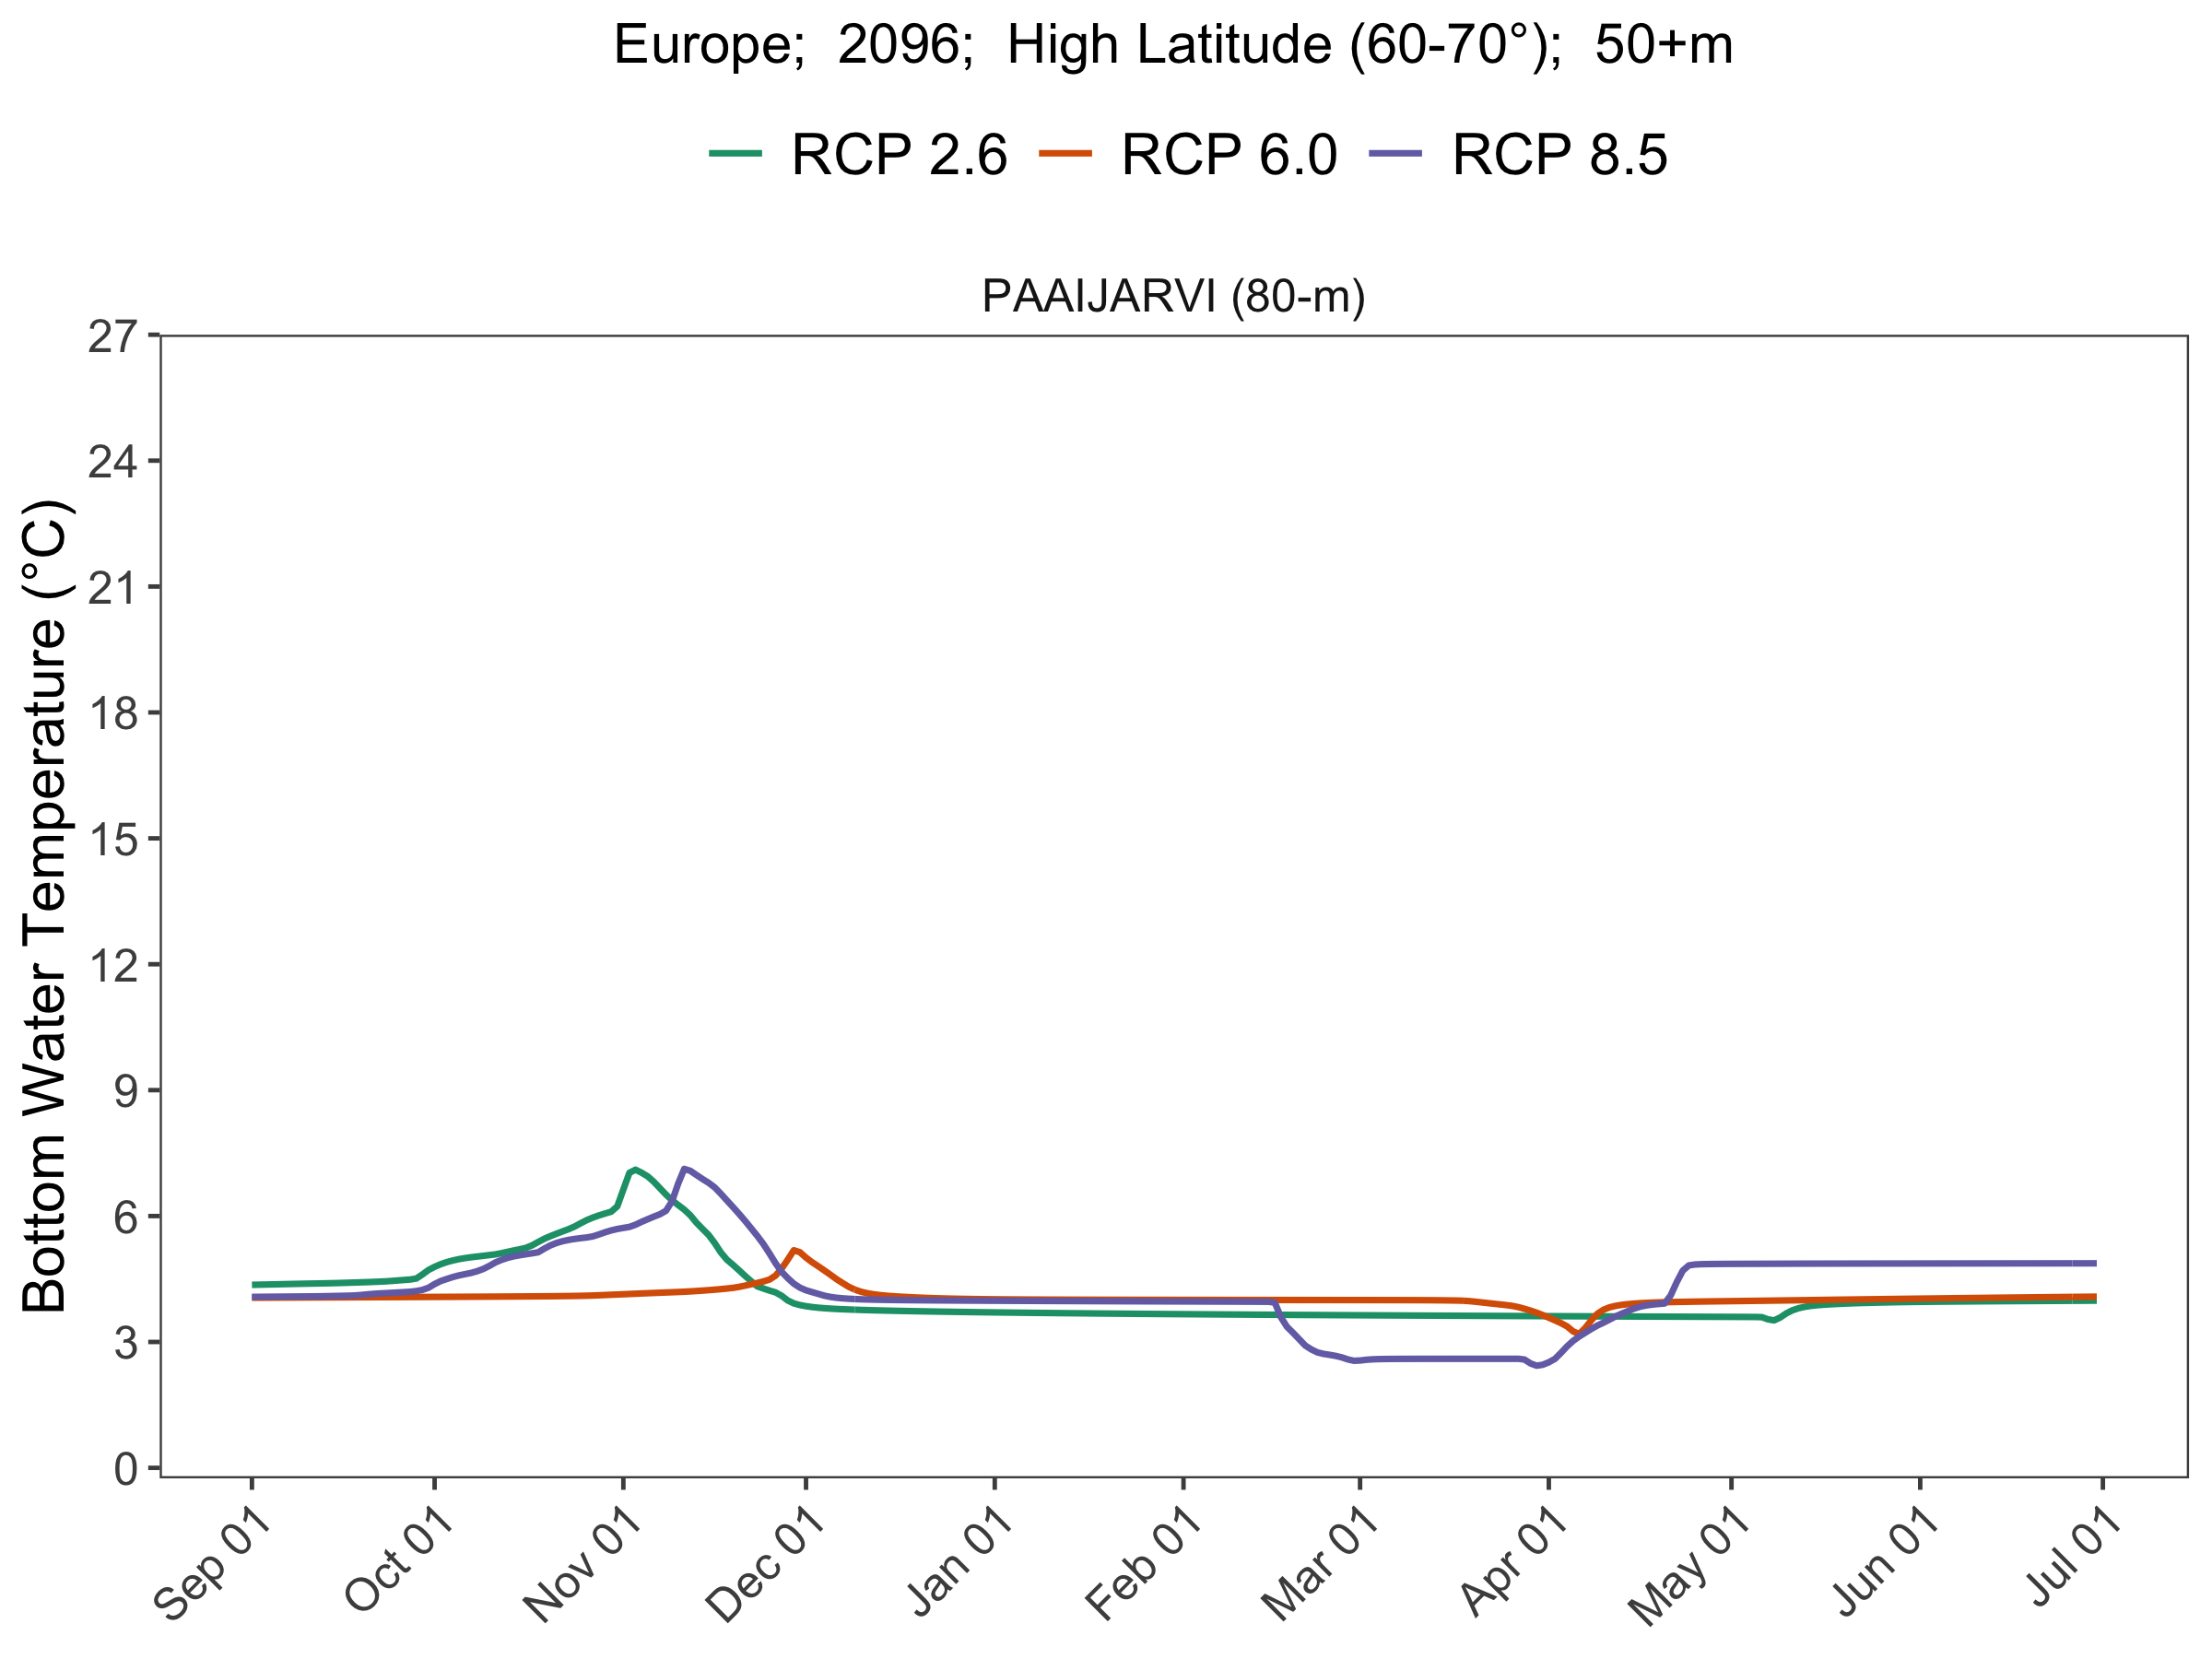 Europe; 2096; High Latitude (60-70°); 50+m
RCP 2.6 RCP 6.0 RCP 8.5
PAAIJARVI (80-m)
Bottom Water Temperature (°C)
27
24
21
18
15
12
9
6
3
0
Sep 01 Oct 01 Nov 01 Dec 01 Jan 01 Feb 01 Mar 01 Apr 01 May 01 Jun 01 Jul 01